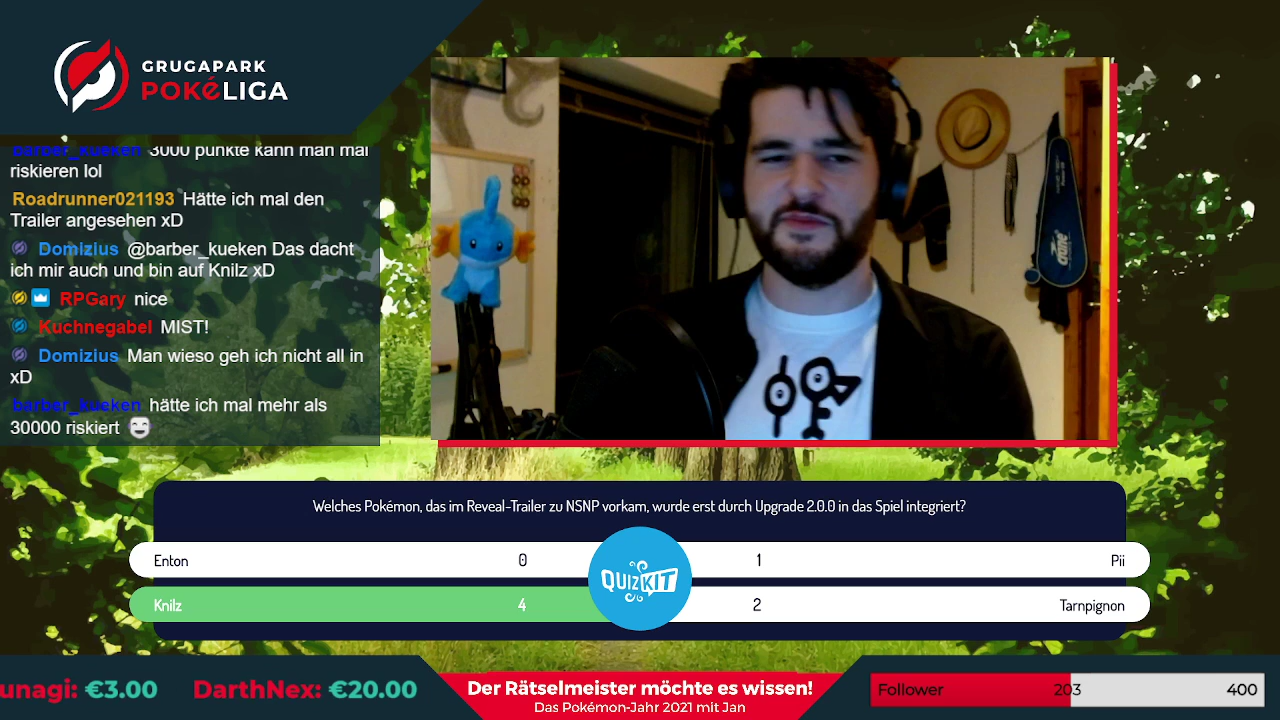 GRUGAPARK
POKéLIGA
barber_kueken 3000 punkte kann man mal
riskieren lol
Roadrunner021193 Hätte ich mal den
Trailer angesehen xD
Domizius @barber_kueken Das dacht
ich mir auch und bin auf Knilz xD
RPGary nice
Kuchnegabel MIST!
Domizius Man wieso geh ich nicht all in
xD
barber_kueken hätte ich mal mehr als
30000 riskiert
Welches Pokémon, das im Reveal-Trailer zu NSNP vorkam, wurde erst durch Upgrade 2.0.0 in das Spiel integriert?
Enton 0 1 Pii
QUIZKIT
Knilz 4 2 Tarnpignon
unagi: €3.00 DarthNex: €20.00
Der Rätselmeister möchte es wissen!
Das Pokémon-Jahr 2021 mit Jan
Follower 203 400